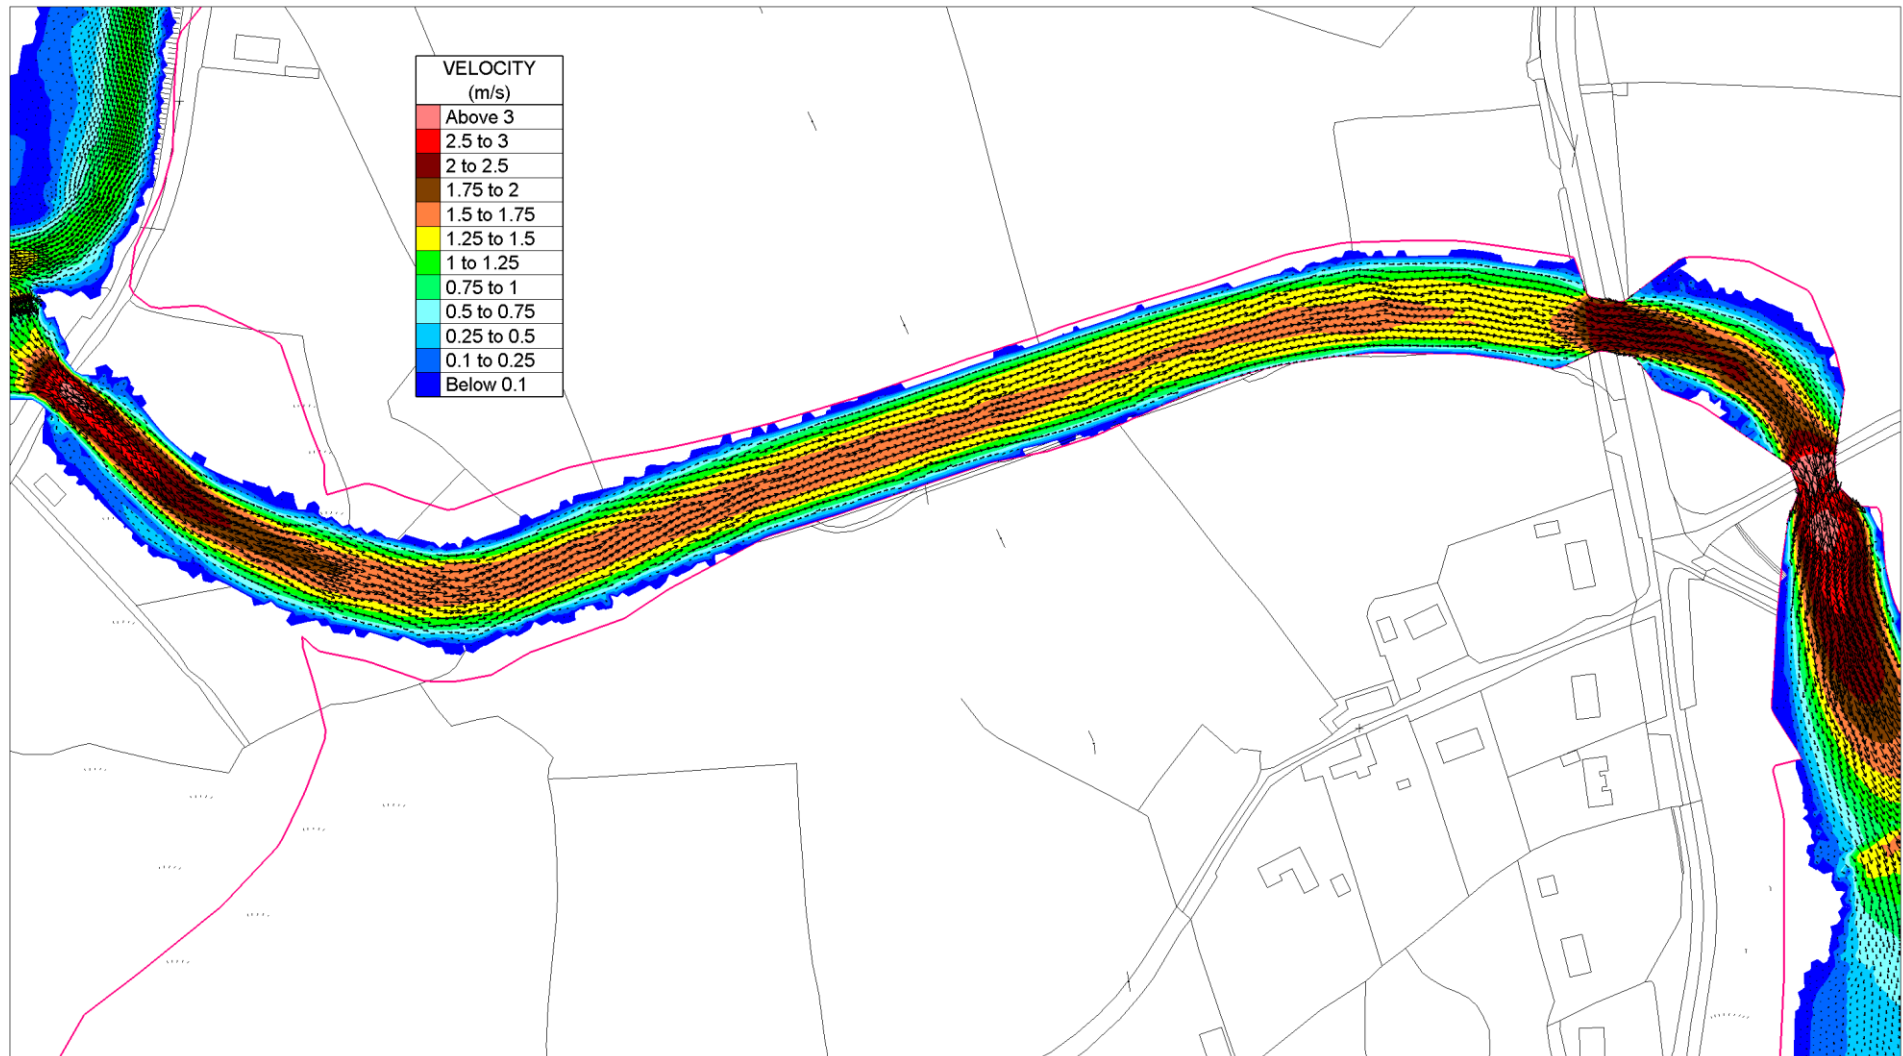 VELOCITY
(m/s)
Above 3
2.5 to 3
2 to 2.5
1.75 to 2
1.5 to 1.75
1.25 to 1.5
1 to 1.25
0.75 to 1
0.5 to 0.75
0.25 to 0.5
0.1 to 0.25
Below 0.1